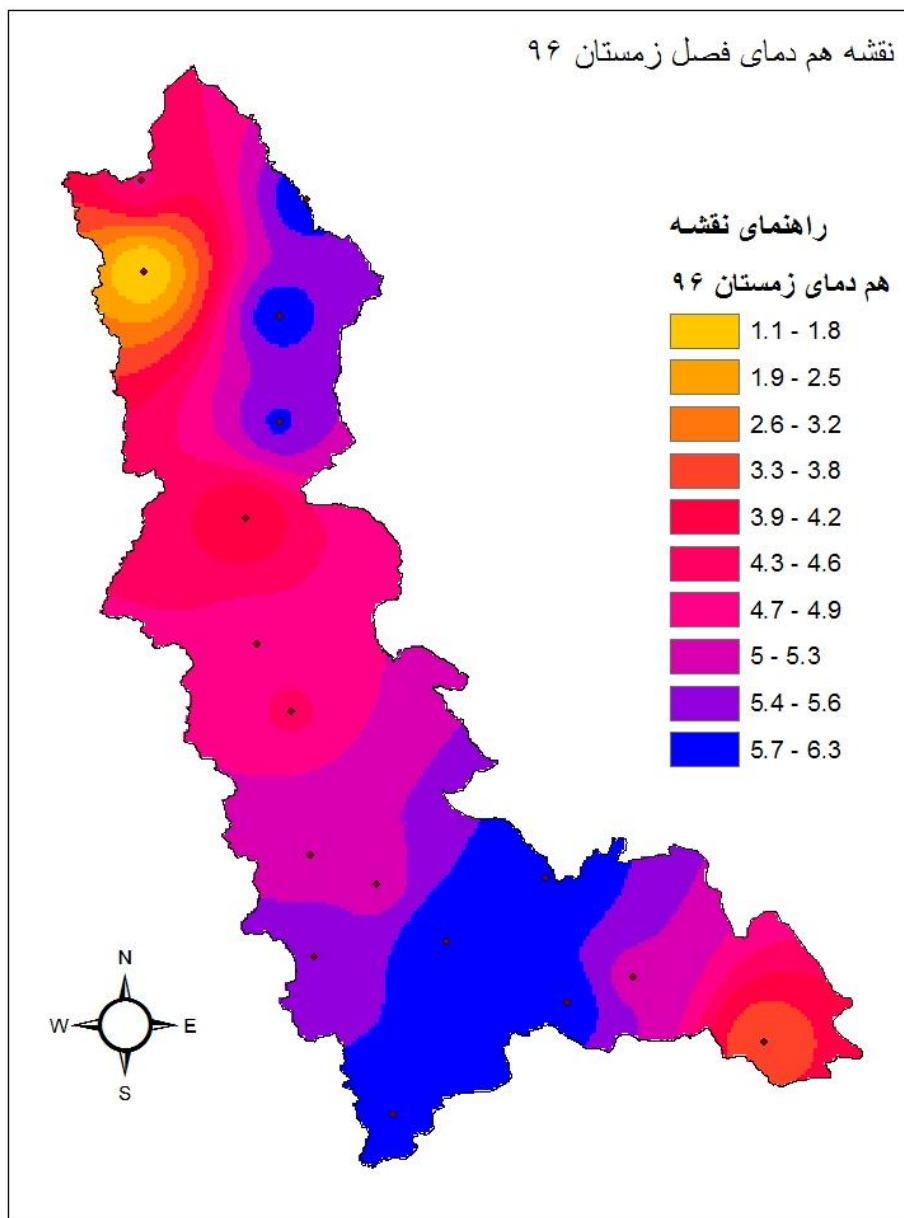 نقشه هم دمای فصل زمستان ۹۶
راهنمای نقشه
هم دمای زمستان ۹۶
1.1 - 1.8
1.9 - 2.5
2.6 - 3.2
3.3 - 3.8
3.9 - 4.2
4.3 - 4.6
4.7 - 4.9
5 - 5.3
5.4 - 5.6
5.7 - 6.3
N
W E
S